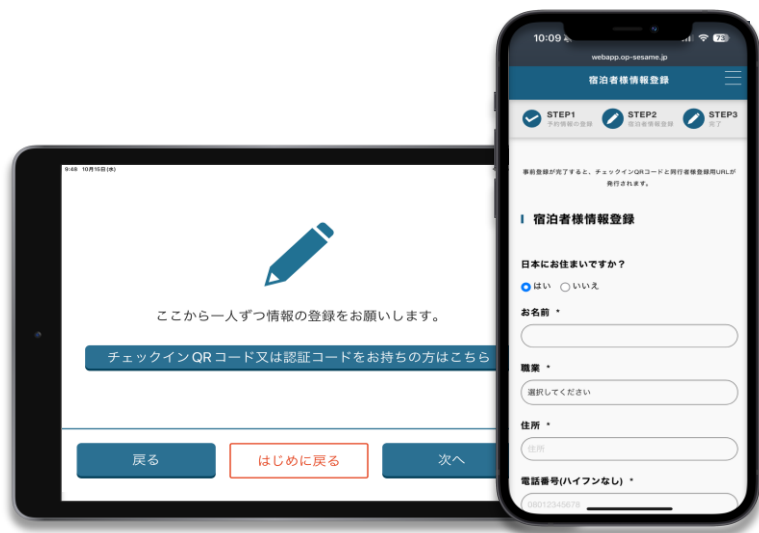 9:48 10月15日(水)
ここから一人ずつ情報の登録をお願いします。
チェックインQRコード又は認証コードをお持ちの方はこちら
戻る
はじめに戻る
次へ
10:09
73
webapp.op-sesame.jp
宿泊者様情報登録
STEP1
予約情報の登録
STEP2
宿泊者情報登録
STEP3
完了
事前登録が完了すると、チェックインQRコードと同行者様登録用URLが
発行されます。
宿泊者様情報登録
日本にお住まいですか？
はい いいえ
お名前 *
職業 *
選択してください
住所 *
住所
電話番号(ハイフンなし) *
08012345678